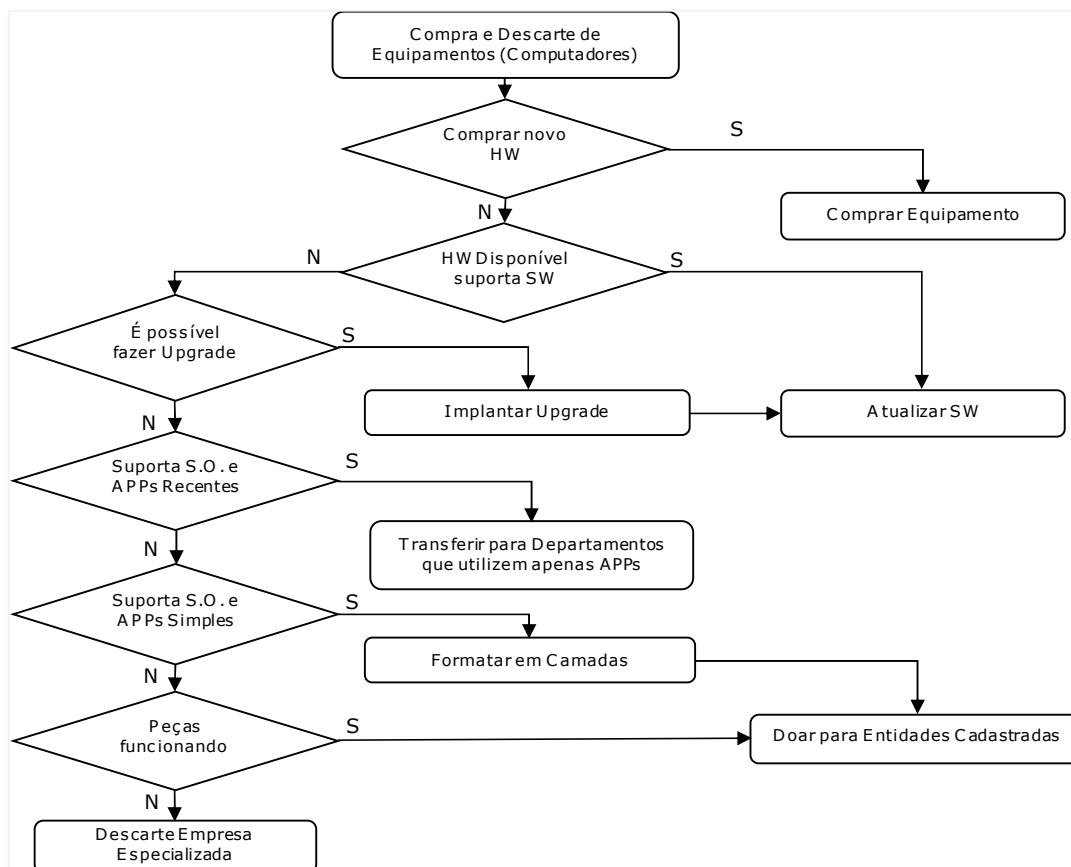 Compra e Descarte de
Equipamentos (Computadores)
Comprar novo
HW
S
N
Comprar Equipamento
HW Disponível
suporta SW
N
S
É possível
fazer Upgrade
S
N
Implantar Upgrade
Atualizar SW
Suporta S.O. e
APPs Recentes
S
N
Transferir para Departamentos
que utilizem apenas APPs
Suporta S.O. e
APPs Simples
S
N
Formatar em Camadas
Peças
funcionando
S
N
Doar para Entidades Cadastradas
Descarte Empresa
Especializada